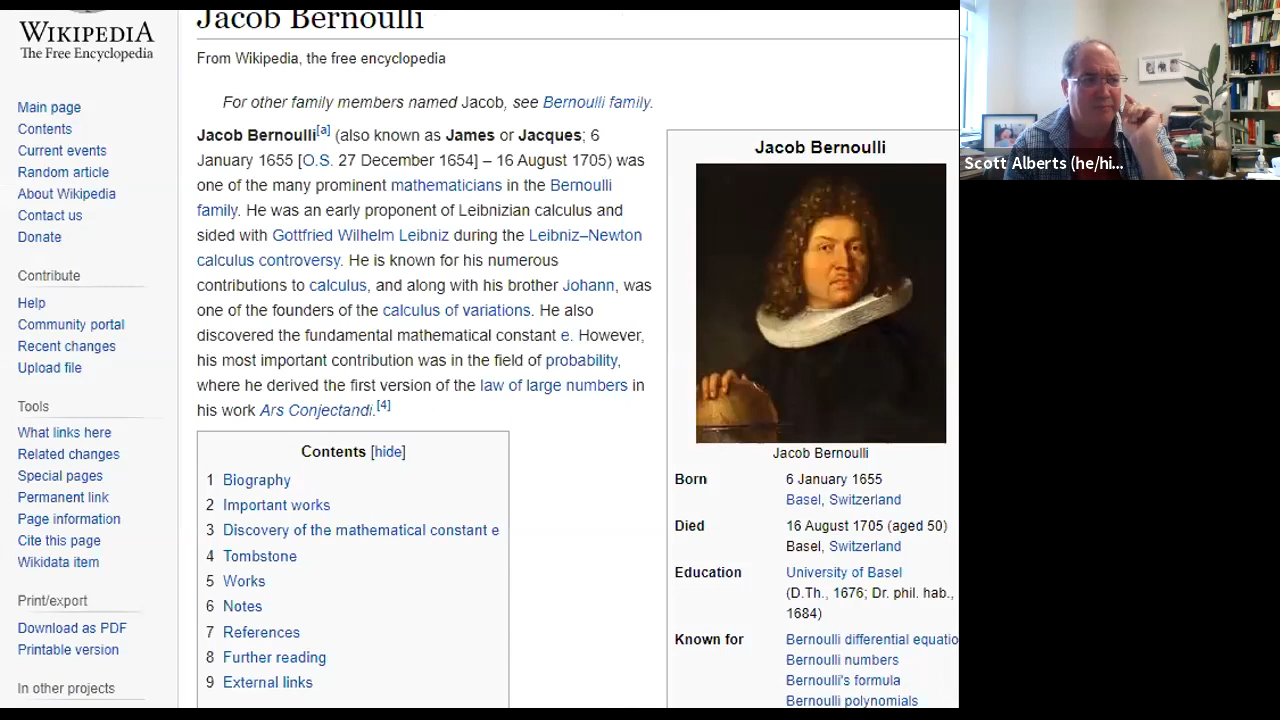 Jacob Bernoulli
WIKIPEDIA
The Free Encyclopedia
Main page
Contents
Current events
Random article
About Wikipedia
Contact us
Donate
Contribute
Help
Community portal
Recent changes
Upload file
Tools
What links here
Related changes
Special pages
Permanent link
Page information
Cite this page
Wikidata item
Print/export
Download as PDF
Printable version
In other projects
From Wikipedia, the free encyclopedia
For other family members named Jacob, see Bernoulli family.
Jacob Bernoulli[a] (also known as James or Jacques; 6
January 1655 [O.S. 27 December 1654] – 16 August 1705) was
one of the many prominent mathematicians in the Bernoulli
family. He was an early proponent of Leibnizian calculus and
sided with Gottfried Wilhelm Leibniz during the Leibniz–Newton
calculus controversy. He is known for his numerous
contributions to calculus, and along with his brother Johann, was
one of the founders of the calculus of variations. He also
discovered the fundamental mathematical constant e. However,
his most important contribution was in the field of probability,
where he derived the first version of the law of large numbers in
his work Ars Conjectandi.[4]
Contents [hide]
1 Biography
2 Important works
3 Discovery of the mathematical constant e
4 Tombstone
5 Works
6 Notes
7 References
8 Further reading
9 External links
Jacob Bernoulli
Jacob Bernoulli
Born 6 January 1655
Basel, Switzerland
Died 16 August 1705 (aged 50)
Basel, Switzerland
Education University of Basel
(D.Th., 1676; Dr. phil. hab.,
1684)
Known for Bernoulli differential equatio
Bernoulli numbers
Bernoulli's formula
Bernoulli polynomials
Scott Alberts (he/hi...